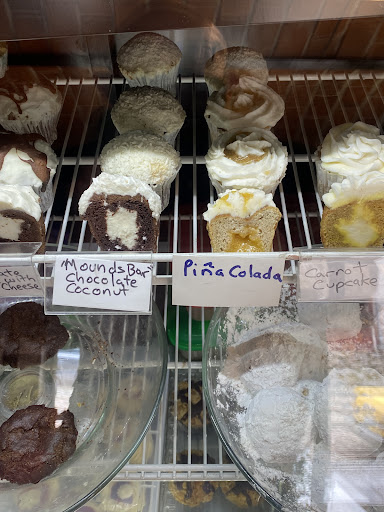 Mounds Bar
Chocolate
Coconut
Piña Colada
Carrot
Cupcake
Cheese